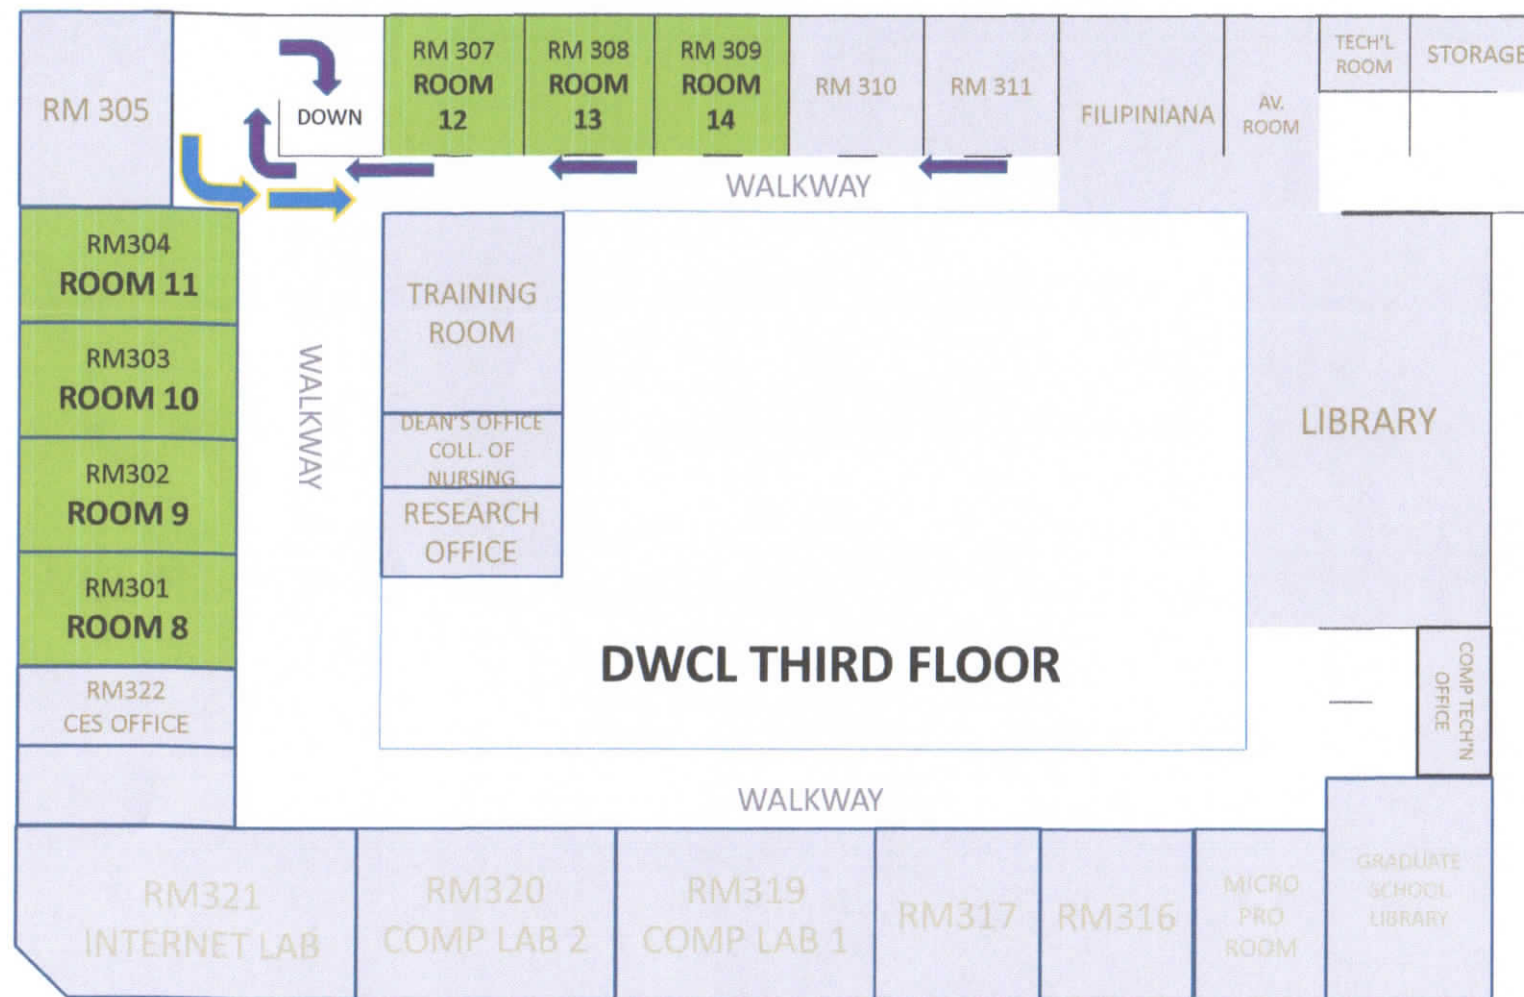 RM 305
DOWN
RM 307
ROOM
12
RM 308
ROOM
13
RM 309
ROOM
14
RM 310
RM 311
FILIPINIANA
AV.
ROOM
TECH'L
ROOM
STORAGE
WALKWAY
RM304
ROOM 11
RM303
ROOM 10
RM302
ROOM 9
RM301
ROOM 8
RM322
CES OFFICE
WALKWAY
TRAINING
ROOM
DEAN'S OFFICE
COLL. OF
NURSING
RESEARCH
OFFICE
LIBRARY
DWCL THIRD FLOOR
COMP TECH'N
OFFICE
WALKWAY
RM321
INTERNET LAB
RM320
COMP LAB 2
RM319
COMP LAB 1
RM317
RM316
MICRO
PRO
ROOM
GRADUATE
SCHOOL
LIBRARY